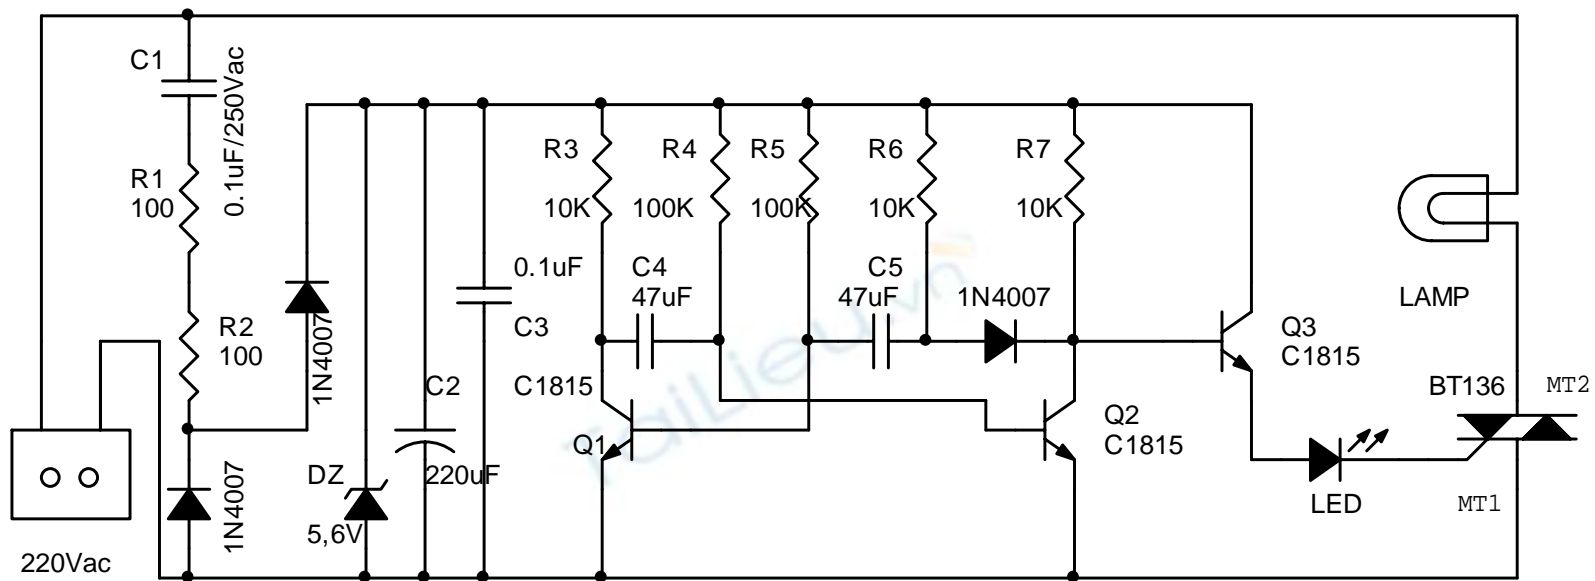 C1
0.1uF/250Vac
R1
100
R2
100
1N4007
1N4007
220Vac
DZ
5,6V
C2
220uF
0.1uF
C3
R3
10K
R4
100K
R5
100K
R6
10K
R7
10K
C4
47uF
C5
47uF
1N4007
C1815
Q1
Q2
C1815
Q3
C1815
LED
LAMP
BT136
MT2
MT1
TaiLieu.vn